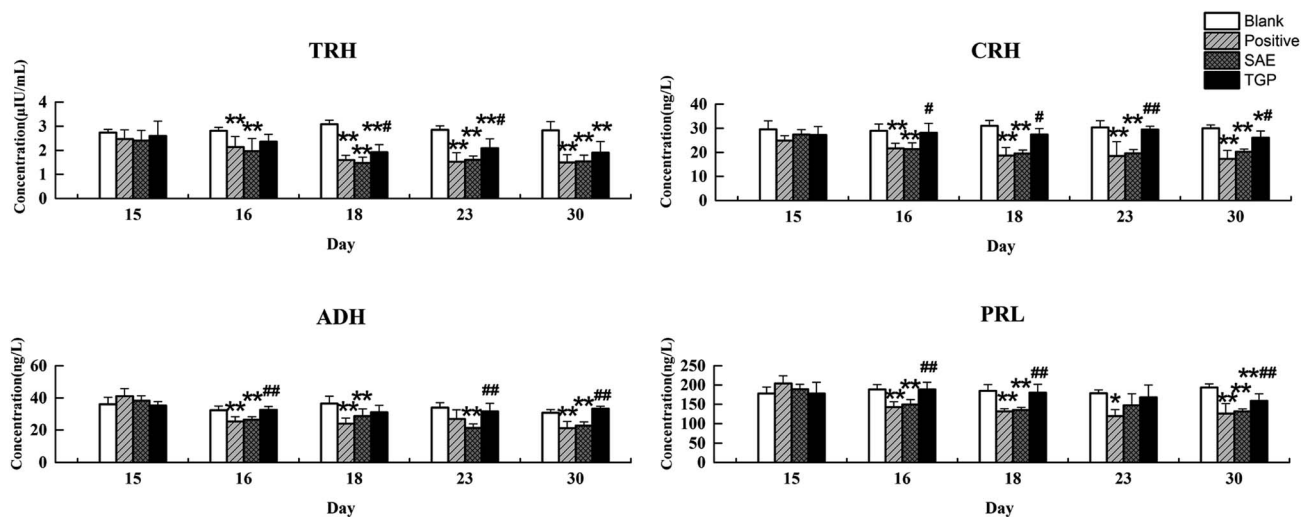 Blank
Positive
SAE
TGP
TRH
Concentration(μIU/mL)
4
3
2
1
0
** **
** ** **#
** ** **#
** ** **
15 16 18 23 30
Day
CRH
Concentration(ng/L)
40
30
20
10
0
** ** #
** ** #
** ** ##
** ** *#
15 16 18 23 30
Day
ADH
Concentration(ng/L)
60
40
20
0
** ** ##
** **
** ##
** ** ##
15 16 18 23 30
Day
PRL
Concentration(ng/L)
250
200
150
100
50
0
** ** ##
** ** ##
*
** ** **##
15 16 18 23 30
Day